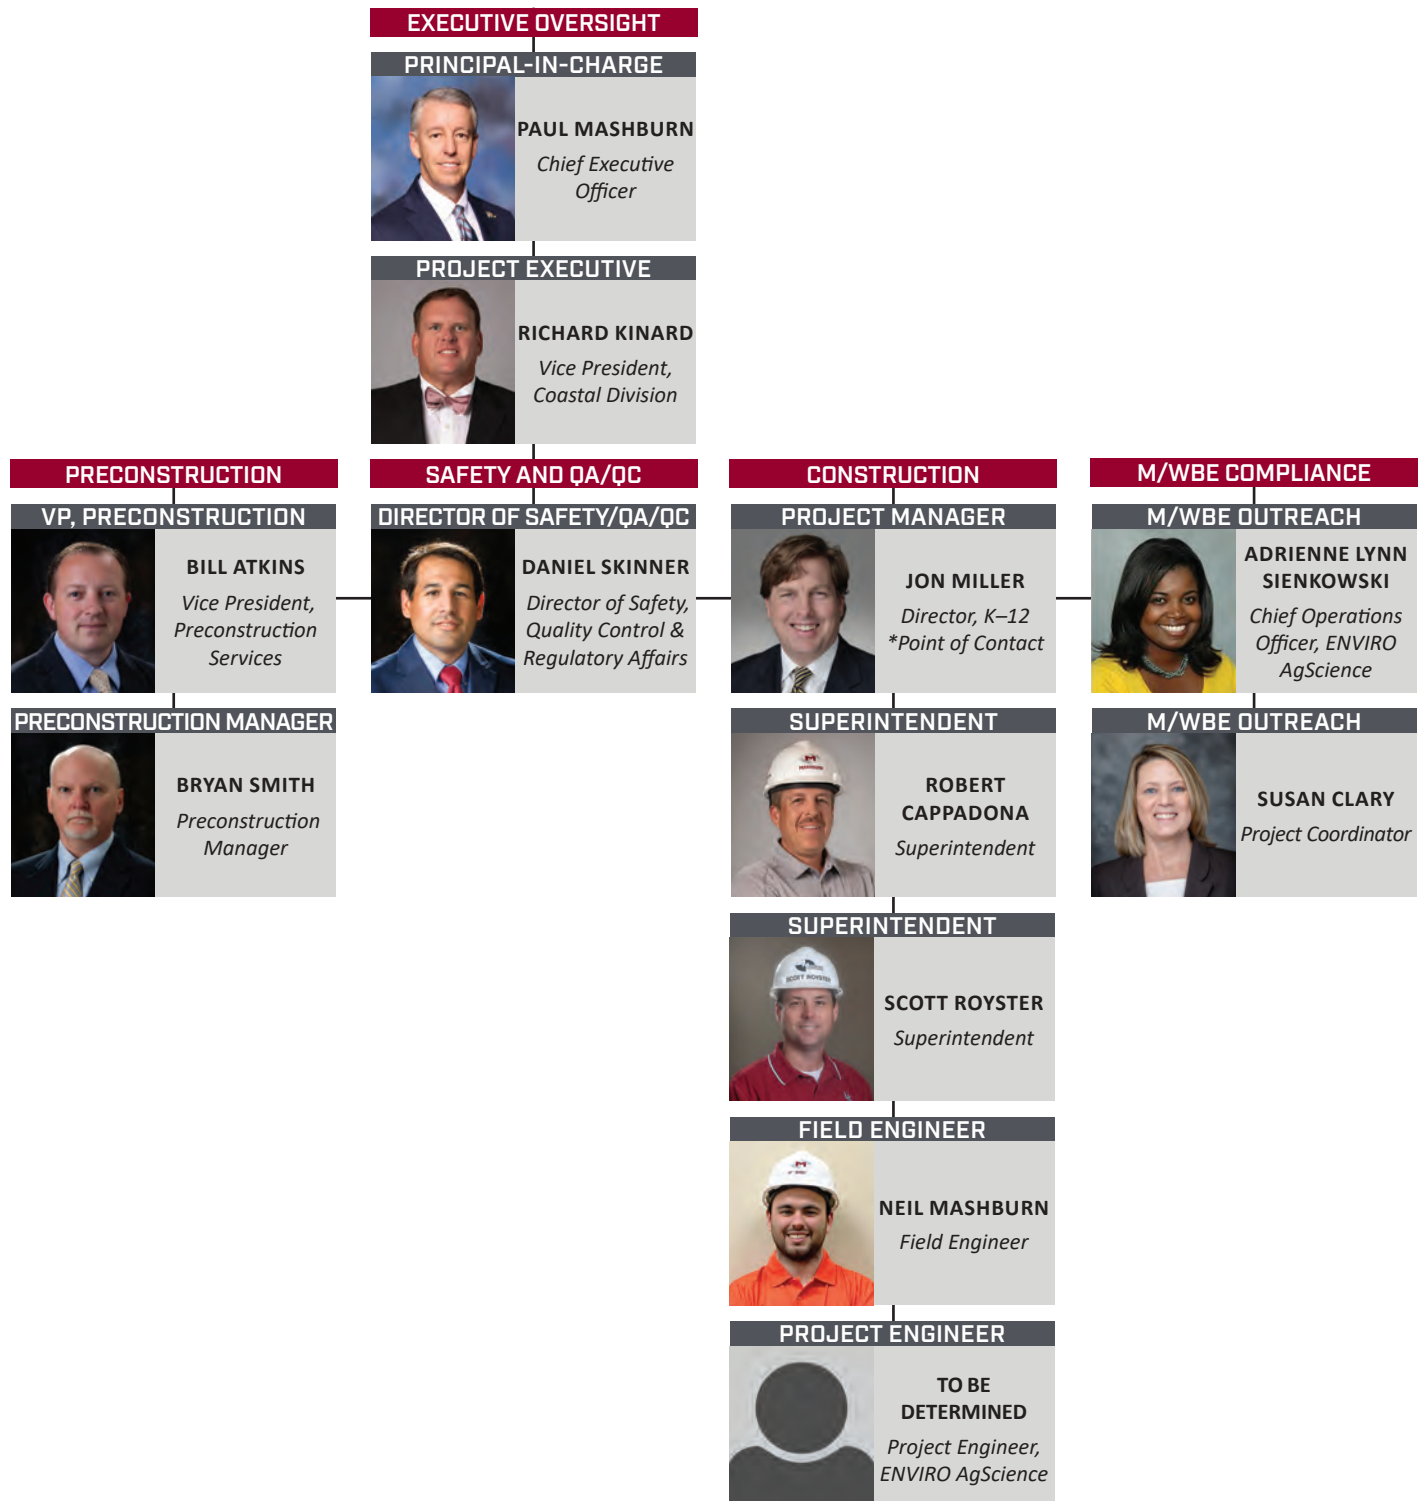 EXECUTIVE OVERSIGHT
PRINCIPAL-IN-CHARGE
PAUL MASHBURN
Chief Executive
Officer
PROJECT EXECUTIVE
RICHARD KINARD
Vice President,
Coastal Division
PRECONSTRUCTION
VP, PRECONSTRUCTION
BILL ATKINS
Vice President,
Preconstruction
Services
PRECONSTRUCTION MANAGER
BRYAN SMITH
Preconstruction
Manager
SAFETY AND QA/QC
DIRECTOR OF SAFETY/QA/QC
DANIEL SKINNER
Director of Safety,
Quality Control &
Regulatory Affairs
CONSTRUCTION
PROJECT MANAGER
JON MILLER
Director, K–12
*Point of Contact
SUPERINTENDENT
ROBERT
CAPPADONA
Superintendent
SUPERINTENDENT
SCOTT ROYSTER
SCOTT ROYSTER
Superintendent
FIELD ENGINEER
NEIL MASHBURN
Field Engineer
PROJECT ENGINEER
TO BE
DETERMINED
Project Engineer,
ENVIRO AgScience
M/WBE COMPLIANCE
M/WBE OUTREACH
ADRIENNE LYNN
SIENKOWSKI
Chief Operations
Officer, ENVIRO
AgScience
M/WBE OUTREACH
SUSAN CLARY
Project Coordinator